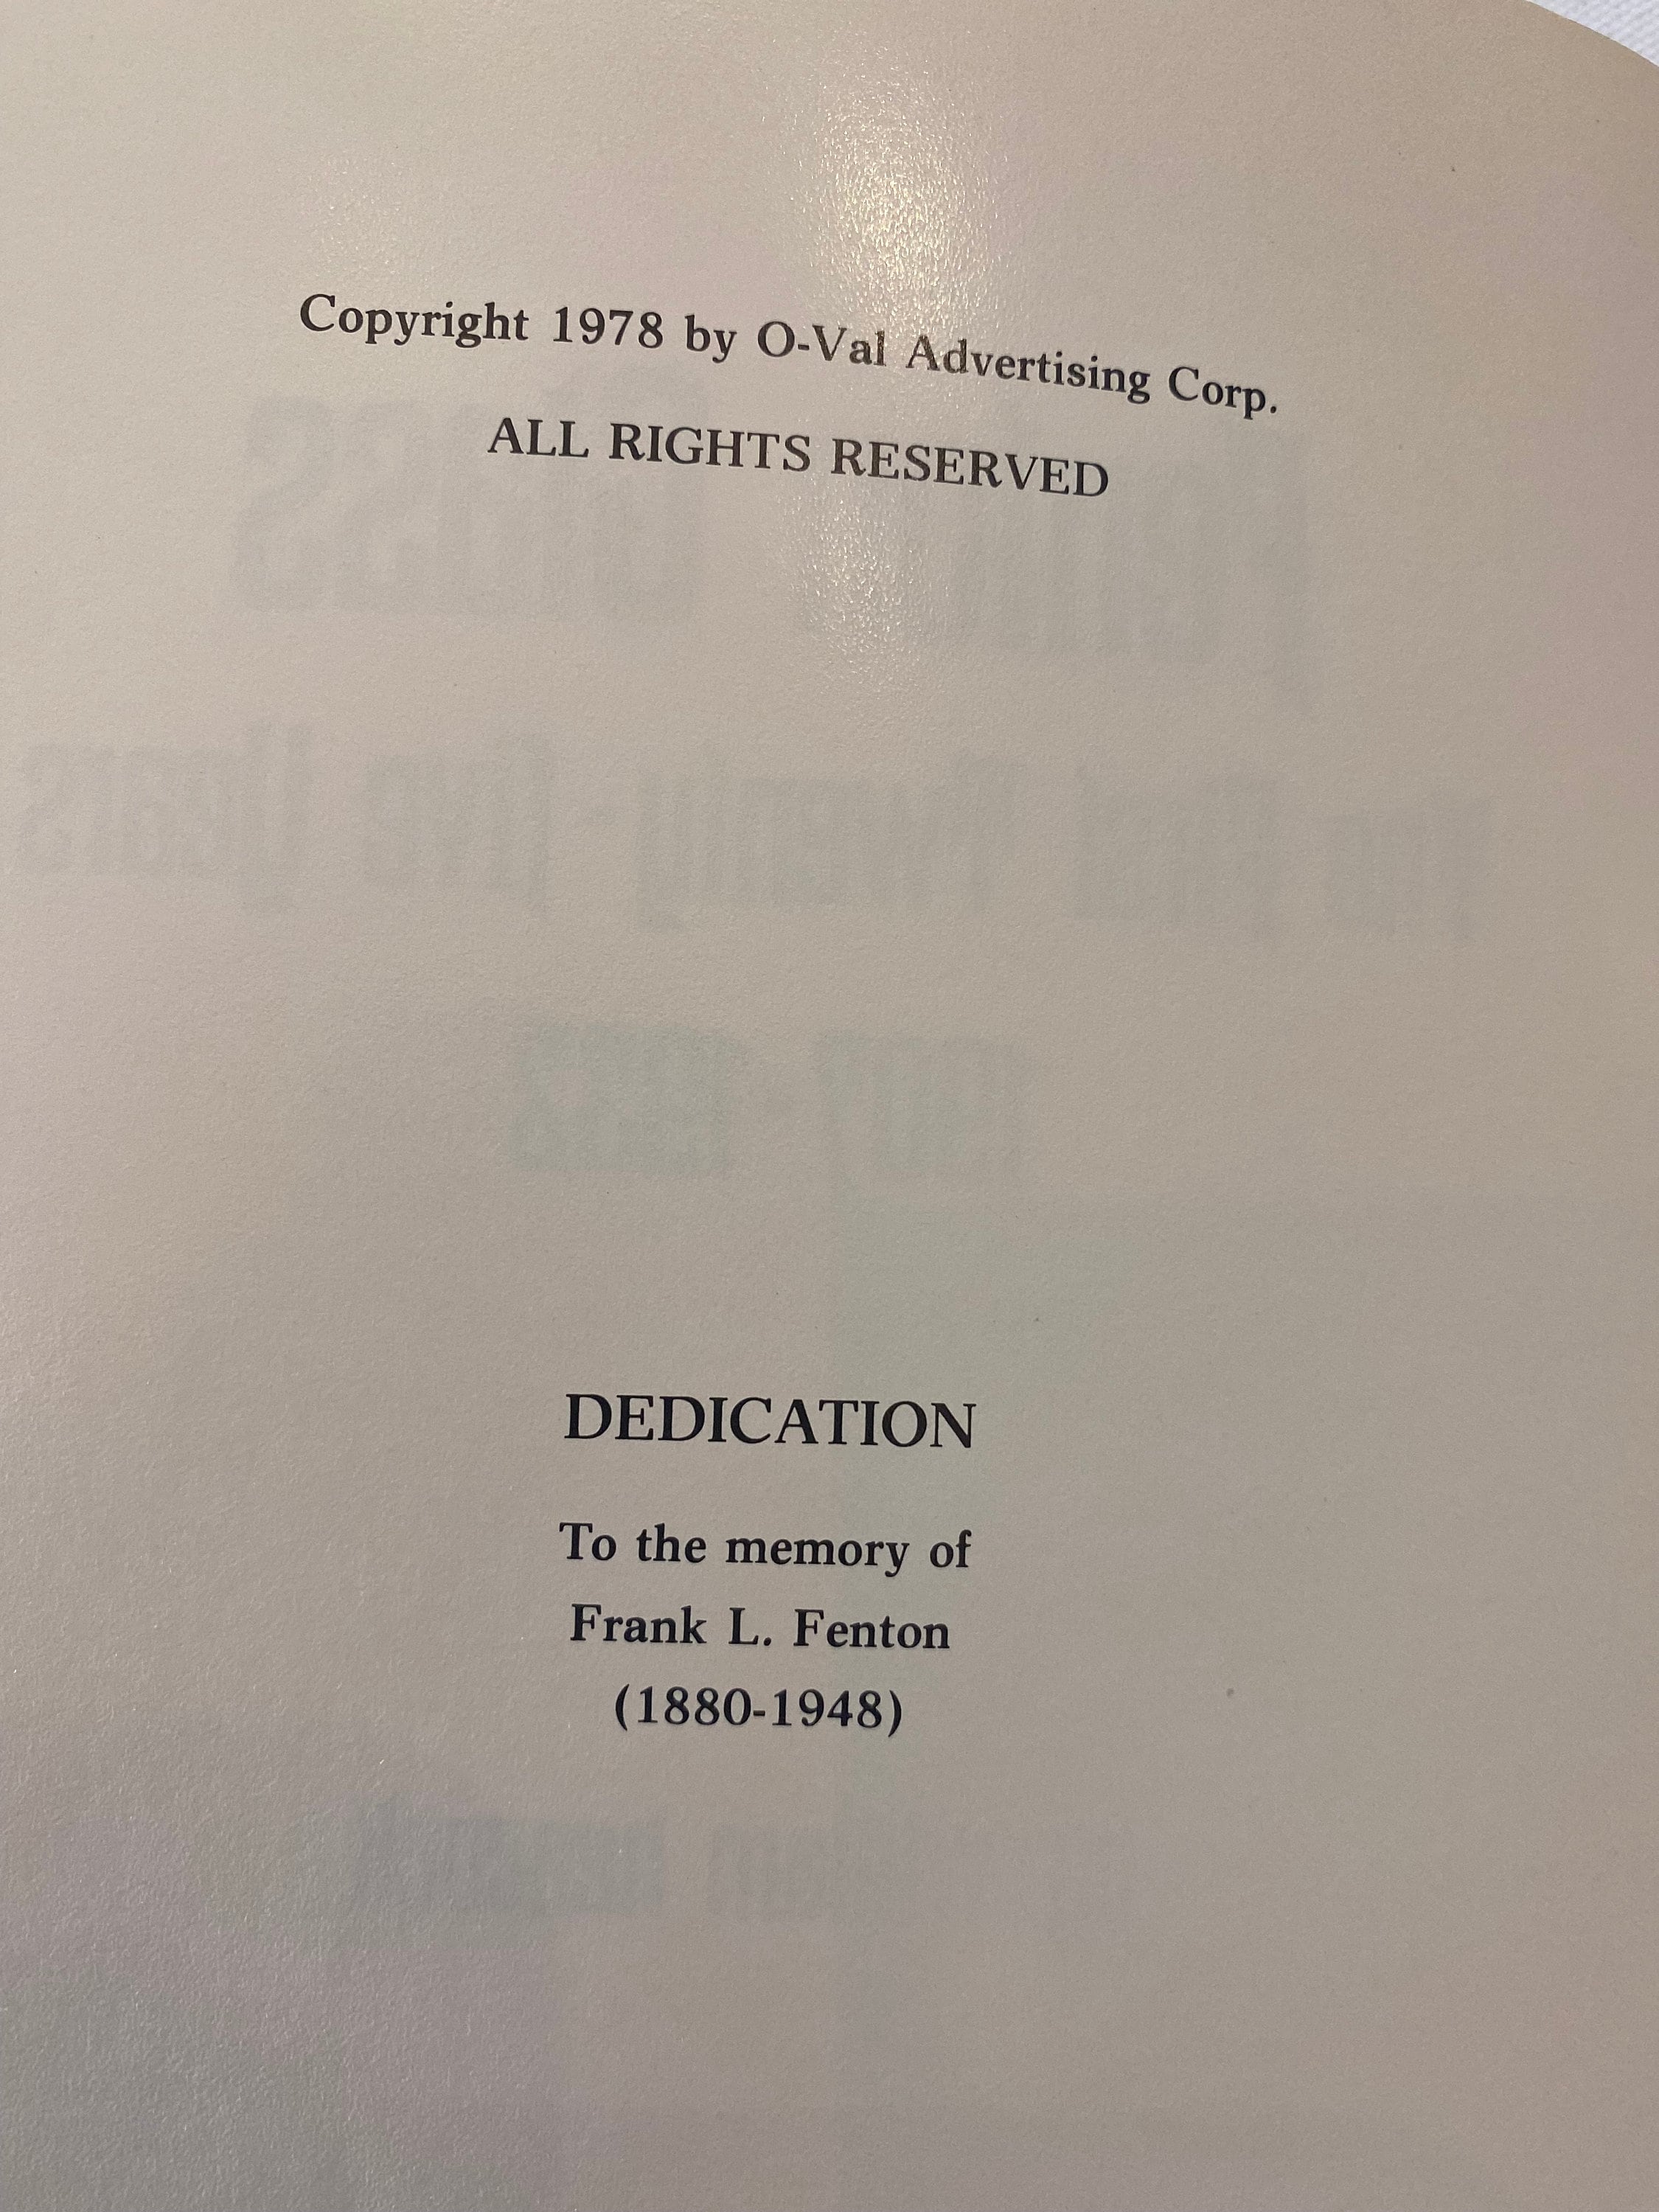 Copyright 1978 by O-Val Advertising Corp.
ALL RIGHTS RESERVED
DEDICATION
To the memory of
Frank L. Fenton
(1880-1948)